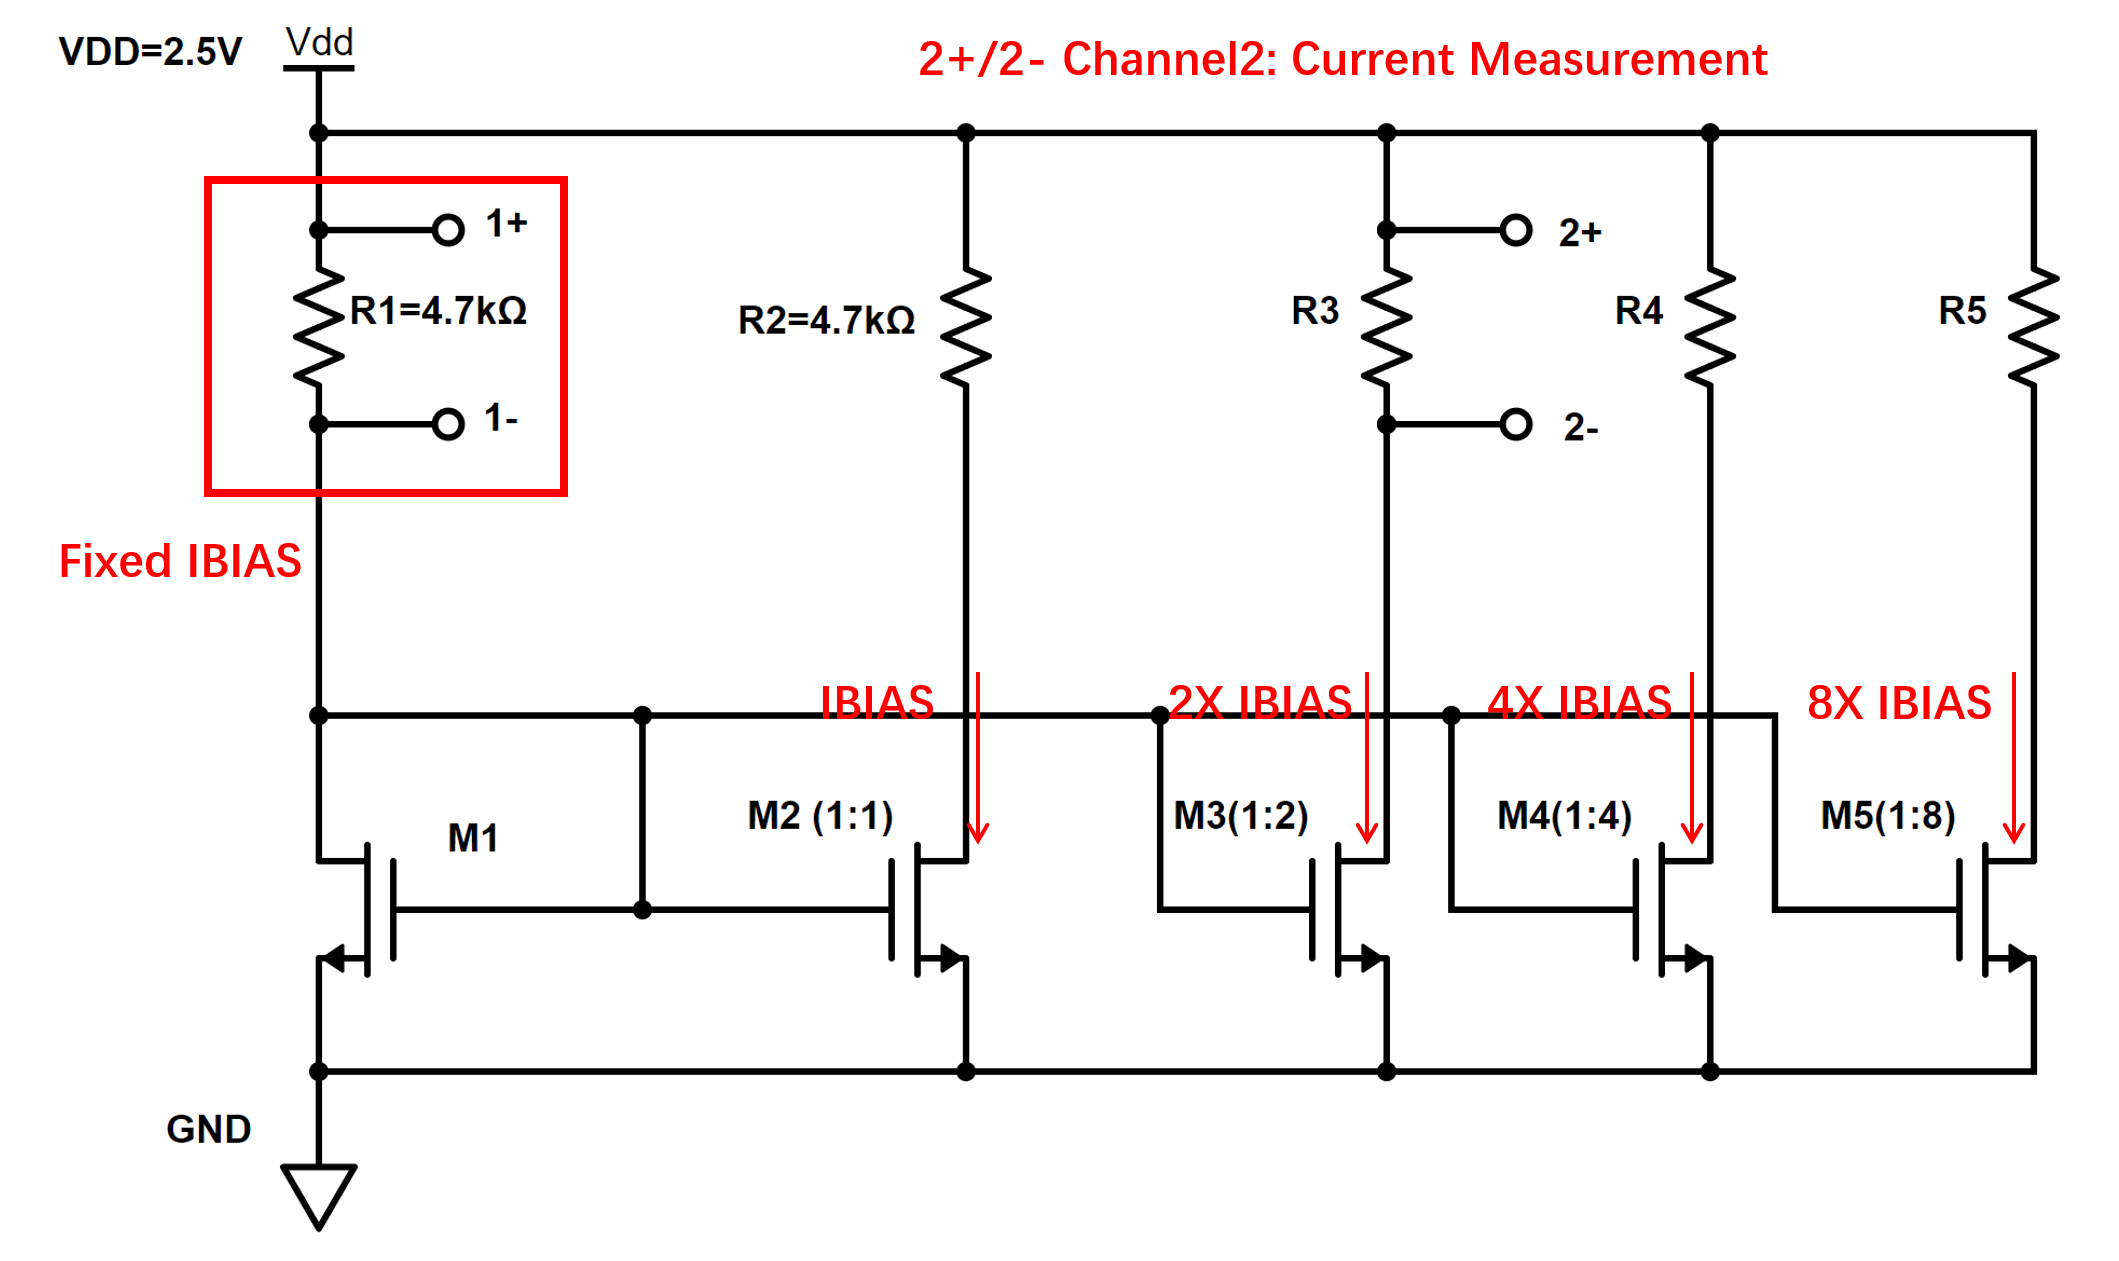 VDD=2.5V
Vdd
2+/2- Channel2: Current Measurement
1+
2+
R1=4.7kΩ
R2=4.7kΩ
R3
R4
R5
1-
2-
Fixed IBIAS
IBIAS
2X IBIAS
4X IBIAS
8X IBIAS
M1
M2 (1:1)
M3(1:2)
M4(1:4)
M5(1:8)
GND